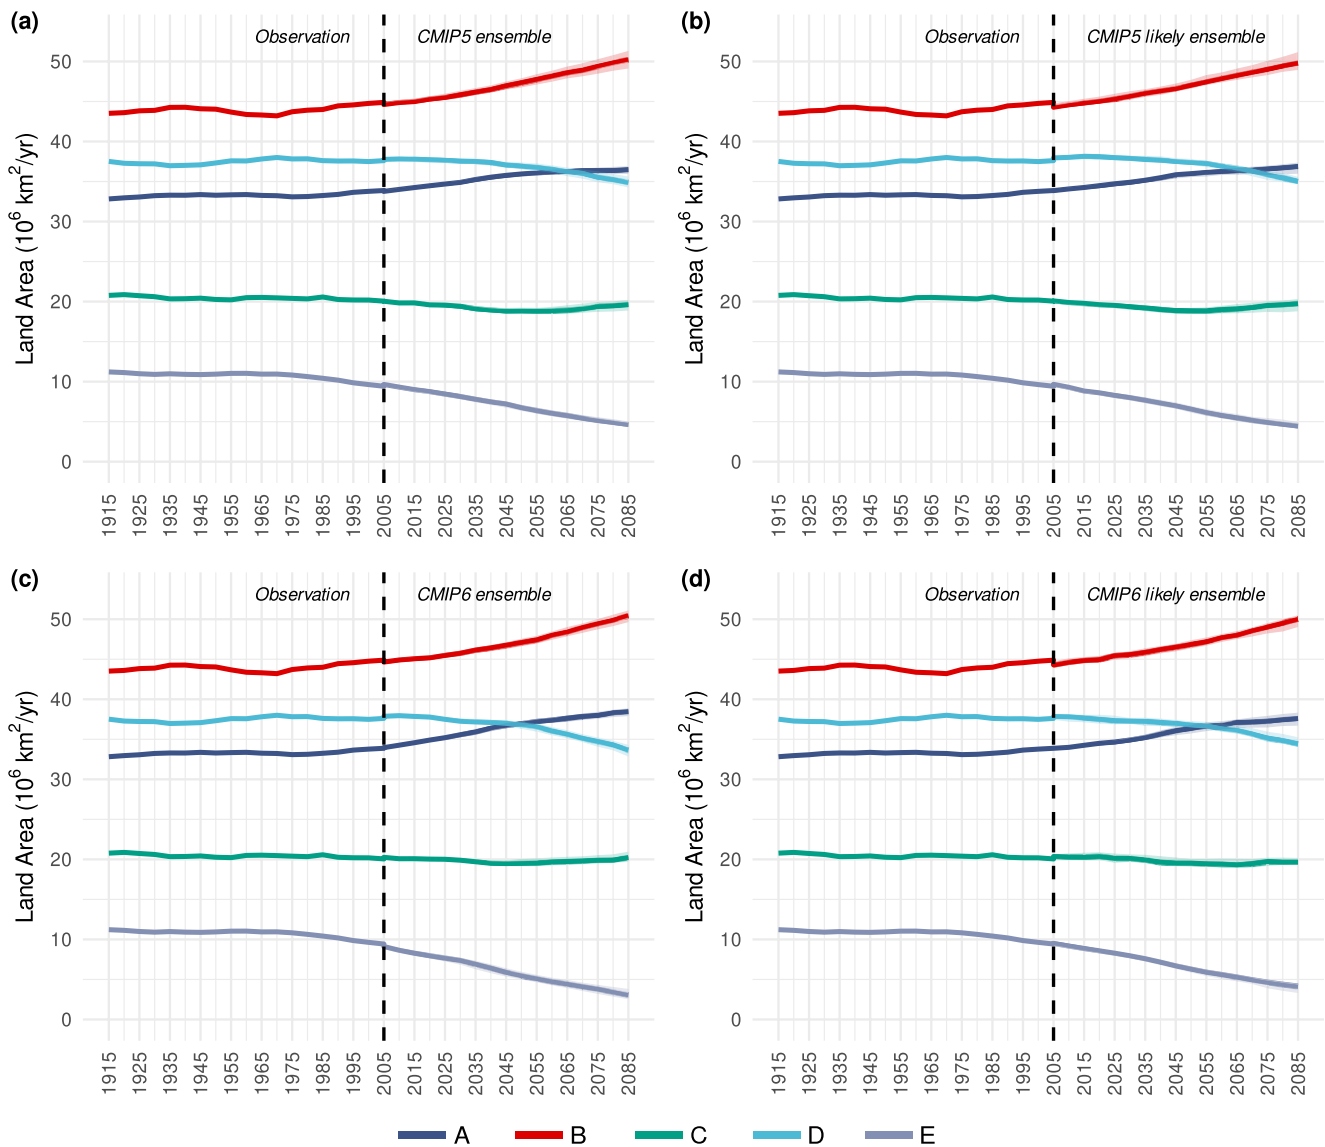 (a)
Observation CMIP5 ensemble
Land Area (10⁶ km²/yr)
50
40
30
20
10
0
1915 1925 1935 1945 1955 1965 1975 1985 1995 2005 2015 2025 2035 2045 2055 2065 2075 2085
(b)
Observation CMIP5 likely ensemble
Land Area (10⁶ km²/yr)
50
40
30
20
10
0
1915 1925 1935 1945 1955 1965 1975 1985 1995 2005 2015 2025 2035 2045 2055 2065 2075 2085
(c)
Observation CMIP6 ensemble
Land Area (10⁶ km²/yr)
50
40
30
20
10
0
1915 1925 1935 1945 1955 1965 1975 1985 1995 2005 2015 2025 2035 2045 2055 2065 2075 2085
(d)
Observation CMIP6 likely ensemble
Land Area (10⁶ km²/yr)
50
40
30
20
10
0
1915 1925 1935 1945 1955 1965 1975 1985 1995 2005 2015 2025 2035 2045 2055 2065 2075 2085
A B C D E